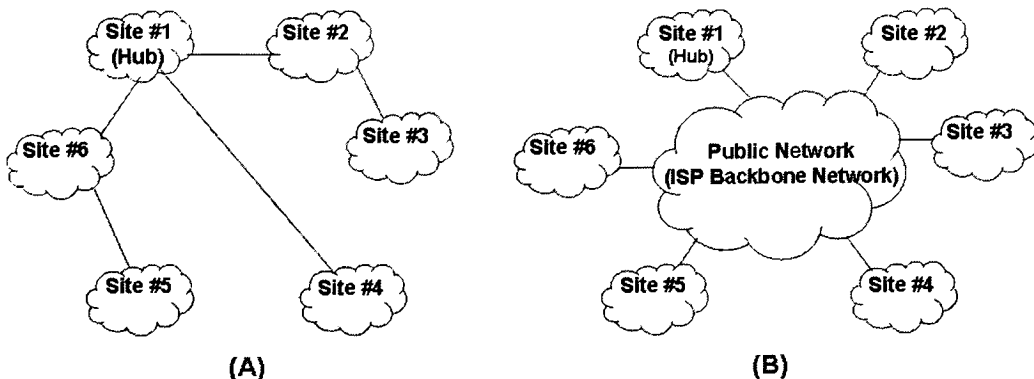 Site #1
(Hub)
Site #2
Site #3
Site #6
Site #5
Site #4
(A)
Site #1
(Hub)
Site #2
Site #3
Site #6
Public Network
(ISP Backbone Network)
Site #5
Site #4
(B)